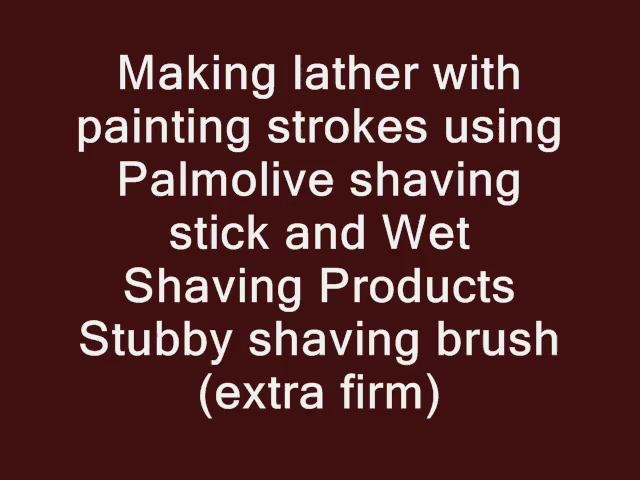 Making lather with
painting strokes using
Palmolive shaving
stick and Wet
Shaving Products
Stubby shaving brush
(extra firm)